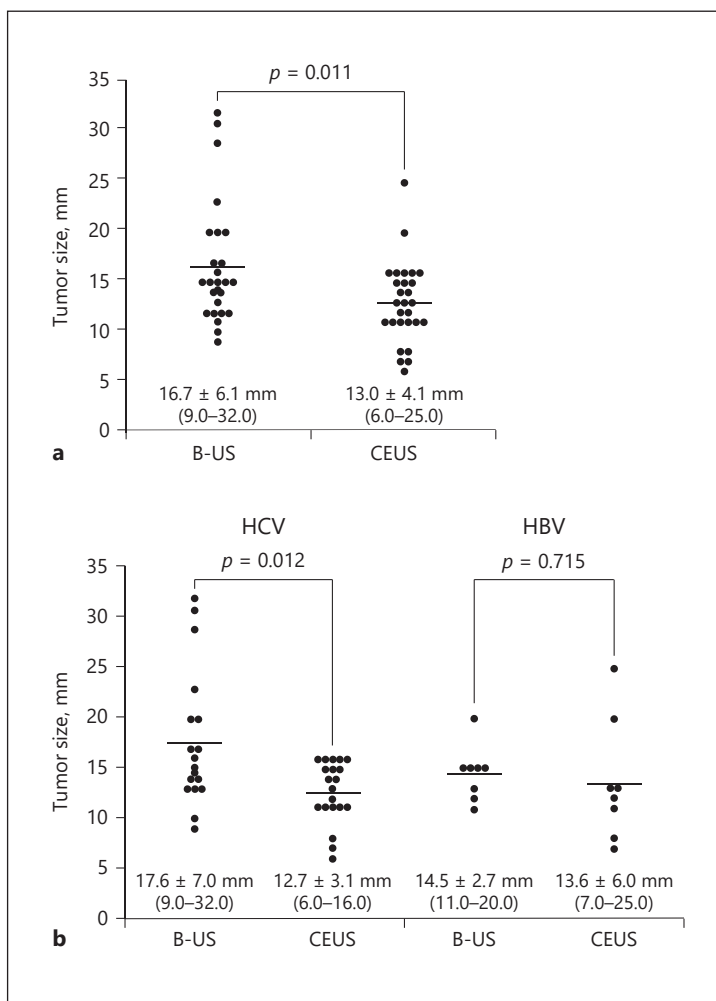 p = 0.011
35
30
25
20
15
10
5
0
Tumor size, mm
16.7 ± 6.1 mm
(9.0–32.0)
13.0 ± 4.1 mm
(6.0–25.0)
a
B-US
CEUS
HCV
HBV
p = 0.012
p = 0.715
35
30
25
20
15
10
5
0
Tumor size, mm
17.6 ± 7.0 mm
(9.0–32.0)
12.7 ± 3.1 mm
(6.0–16.0)
14.5 ± 2.7 mm
(11.0–20.0)
13.6 ± 6.0 mm
(7.0–25.0)
b
B-US
CEUS
B-US
CEUS